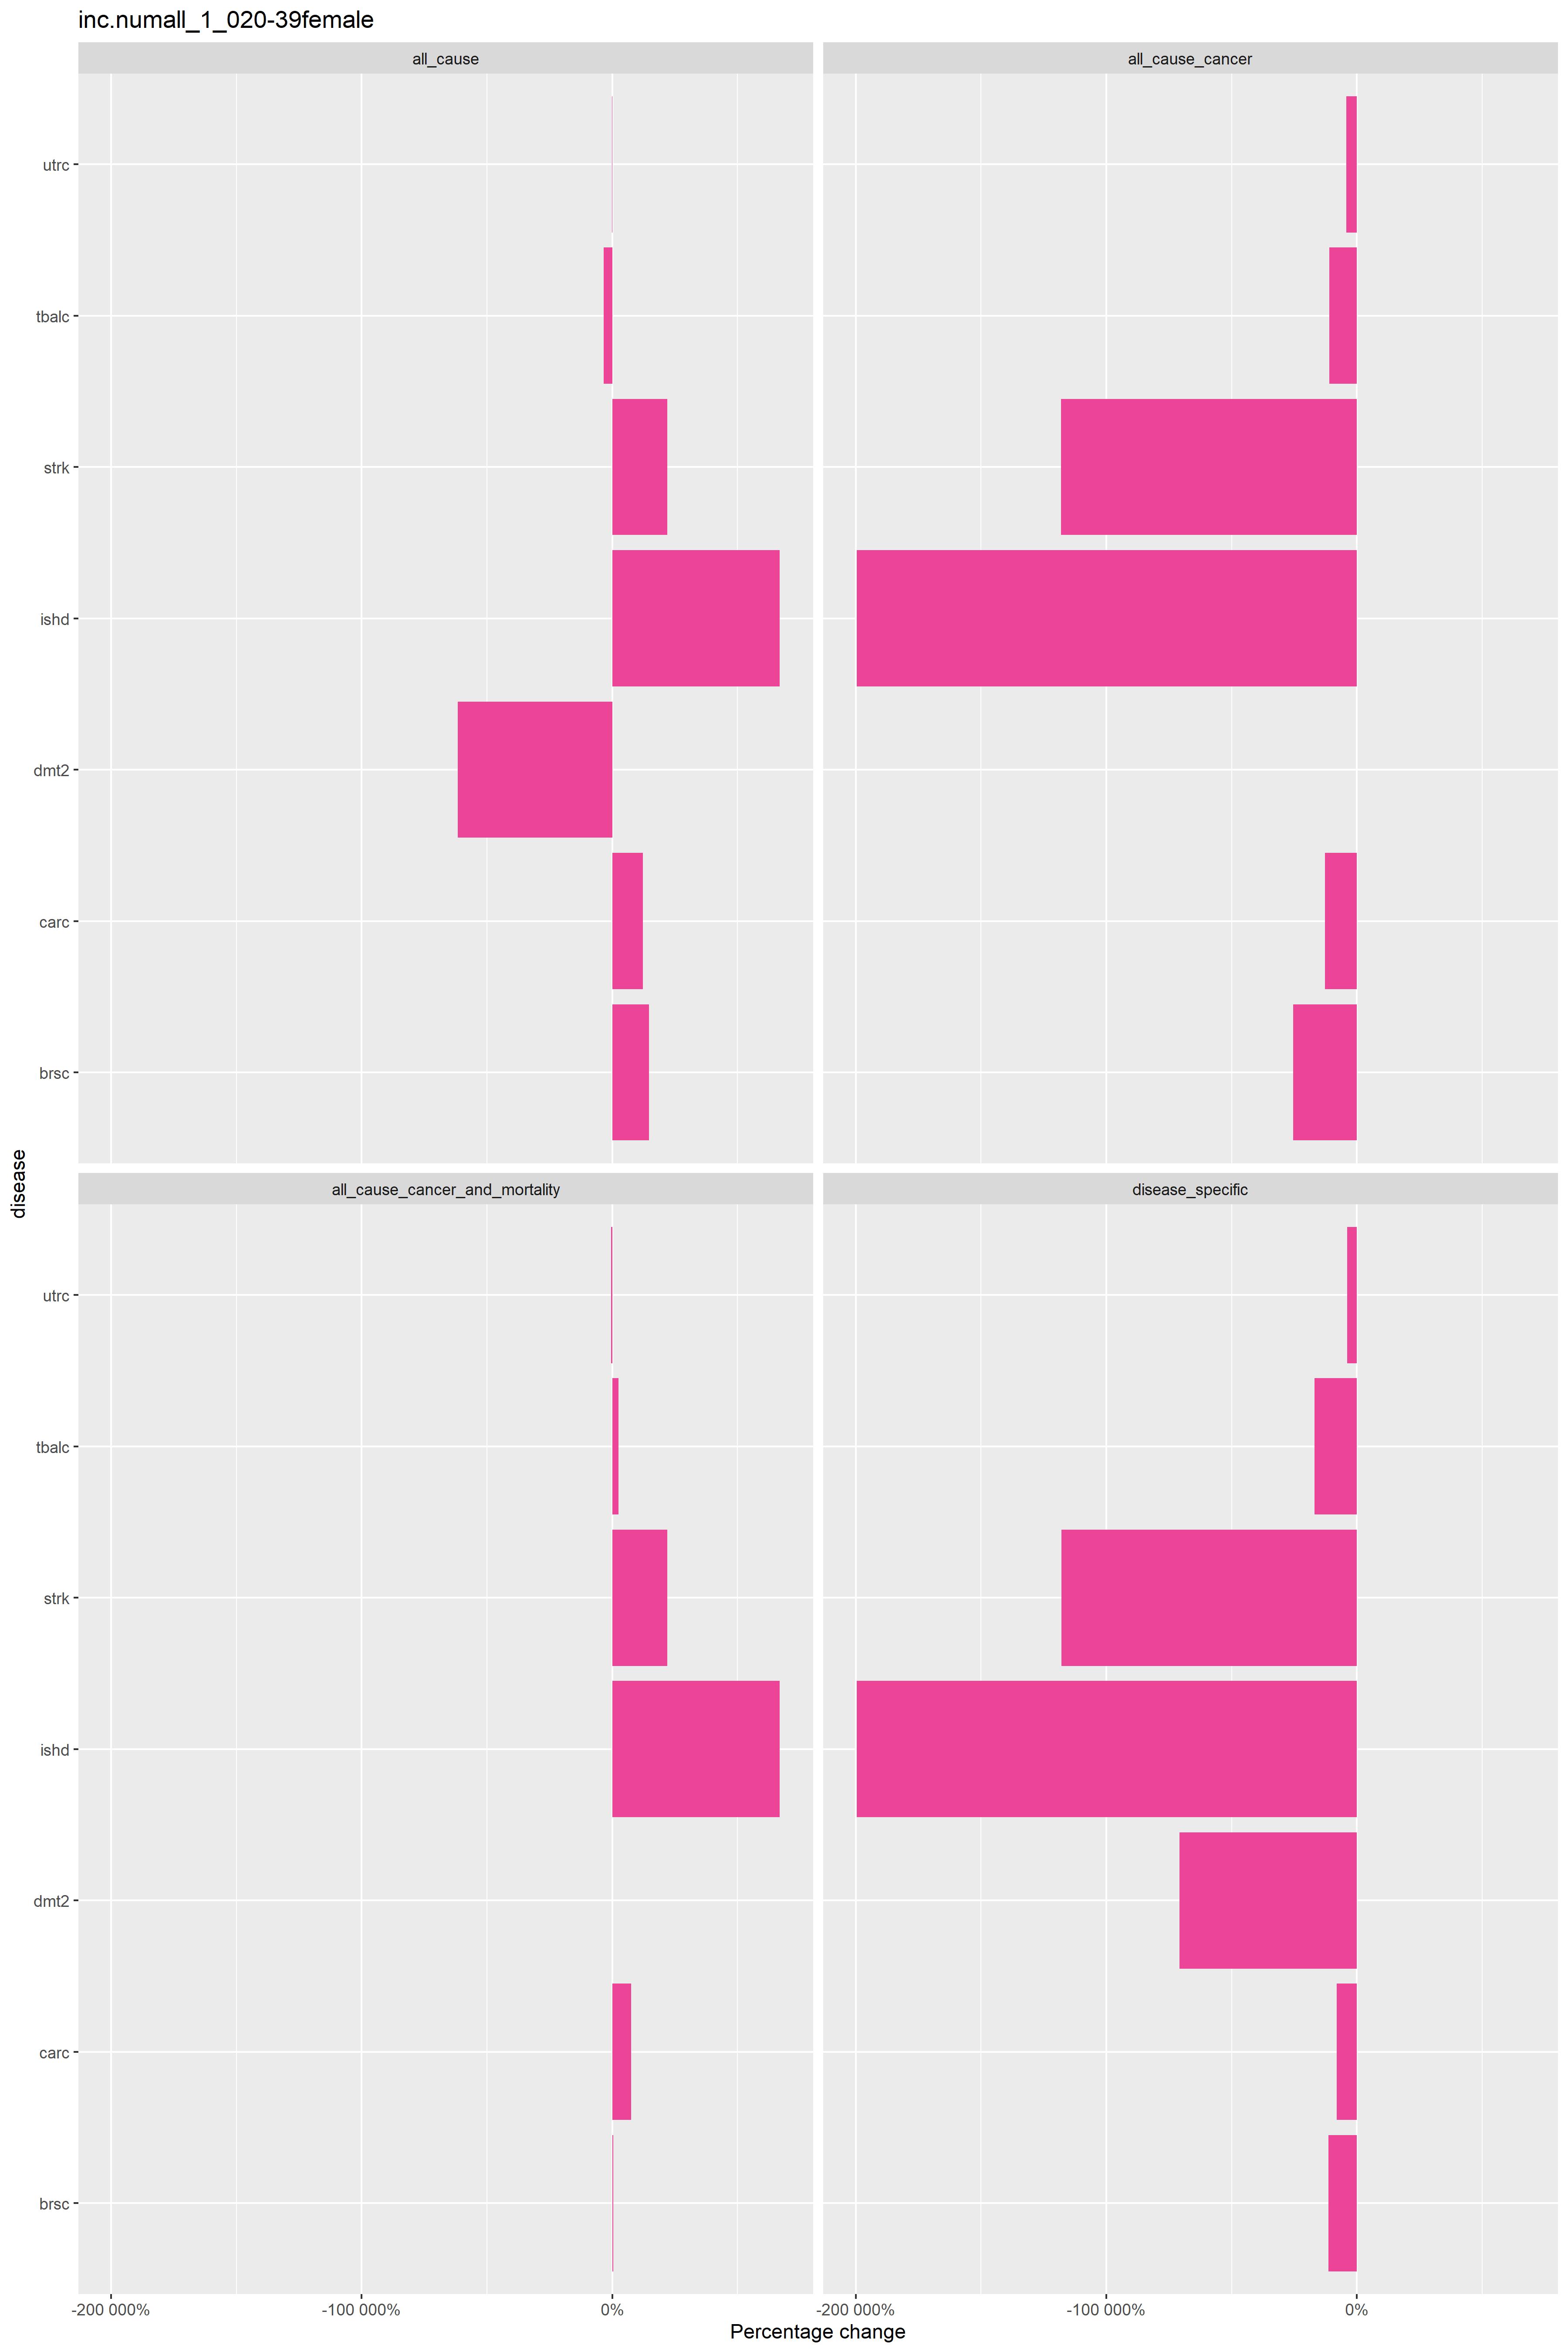 inc.numall_1_020-39female
all_cause
all_cause_cancer
utrc
tbalc
strk
ishd
dmt2
carc
brsc
disease
all_cause_cancer_and_mortality
disease_specific
utrc
tbalc
strk
ishd
dmt2
carc
brsc
-200 000%
-100 000%
0%
-200 000%
-100 000%
0%
Percentage change